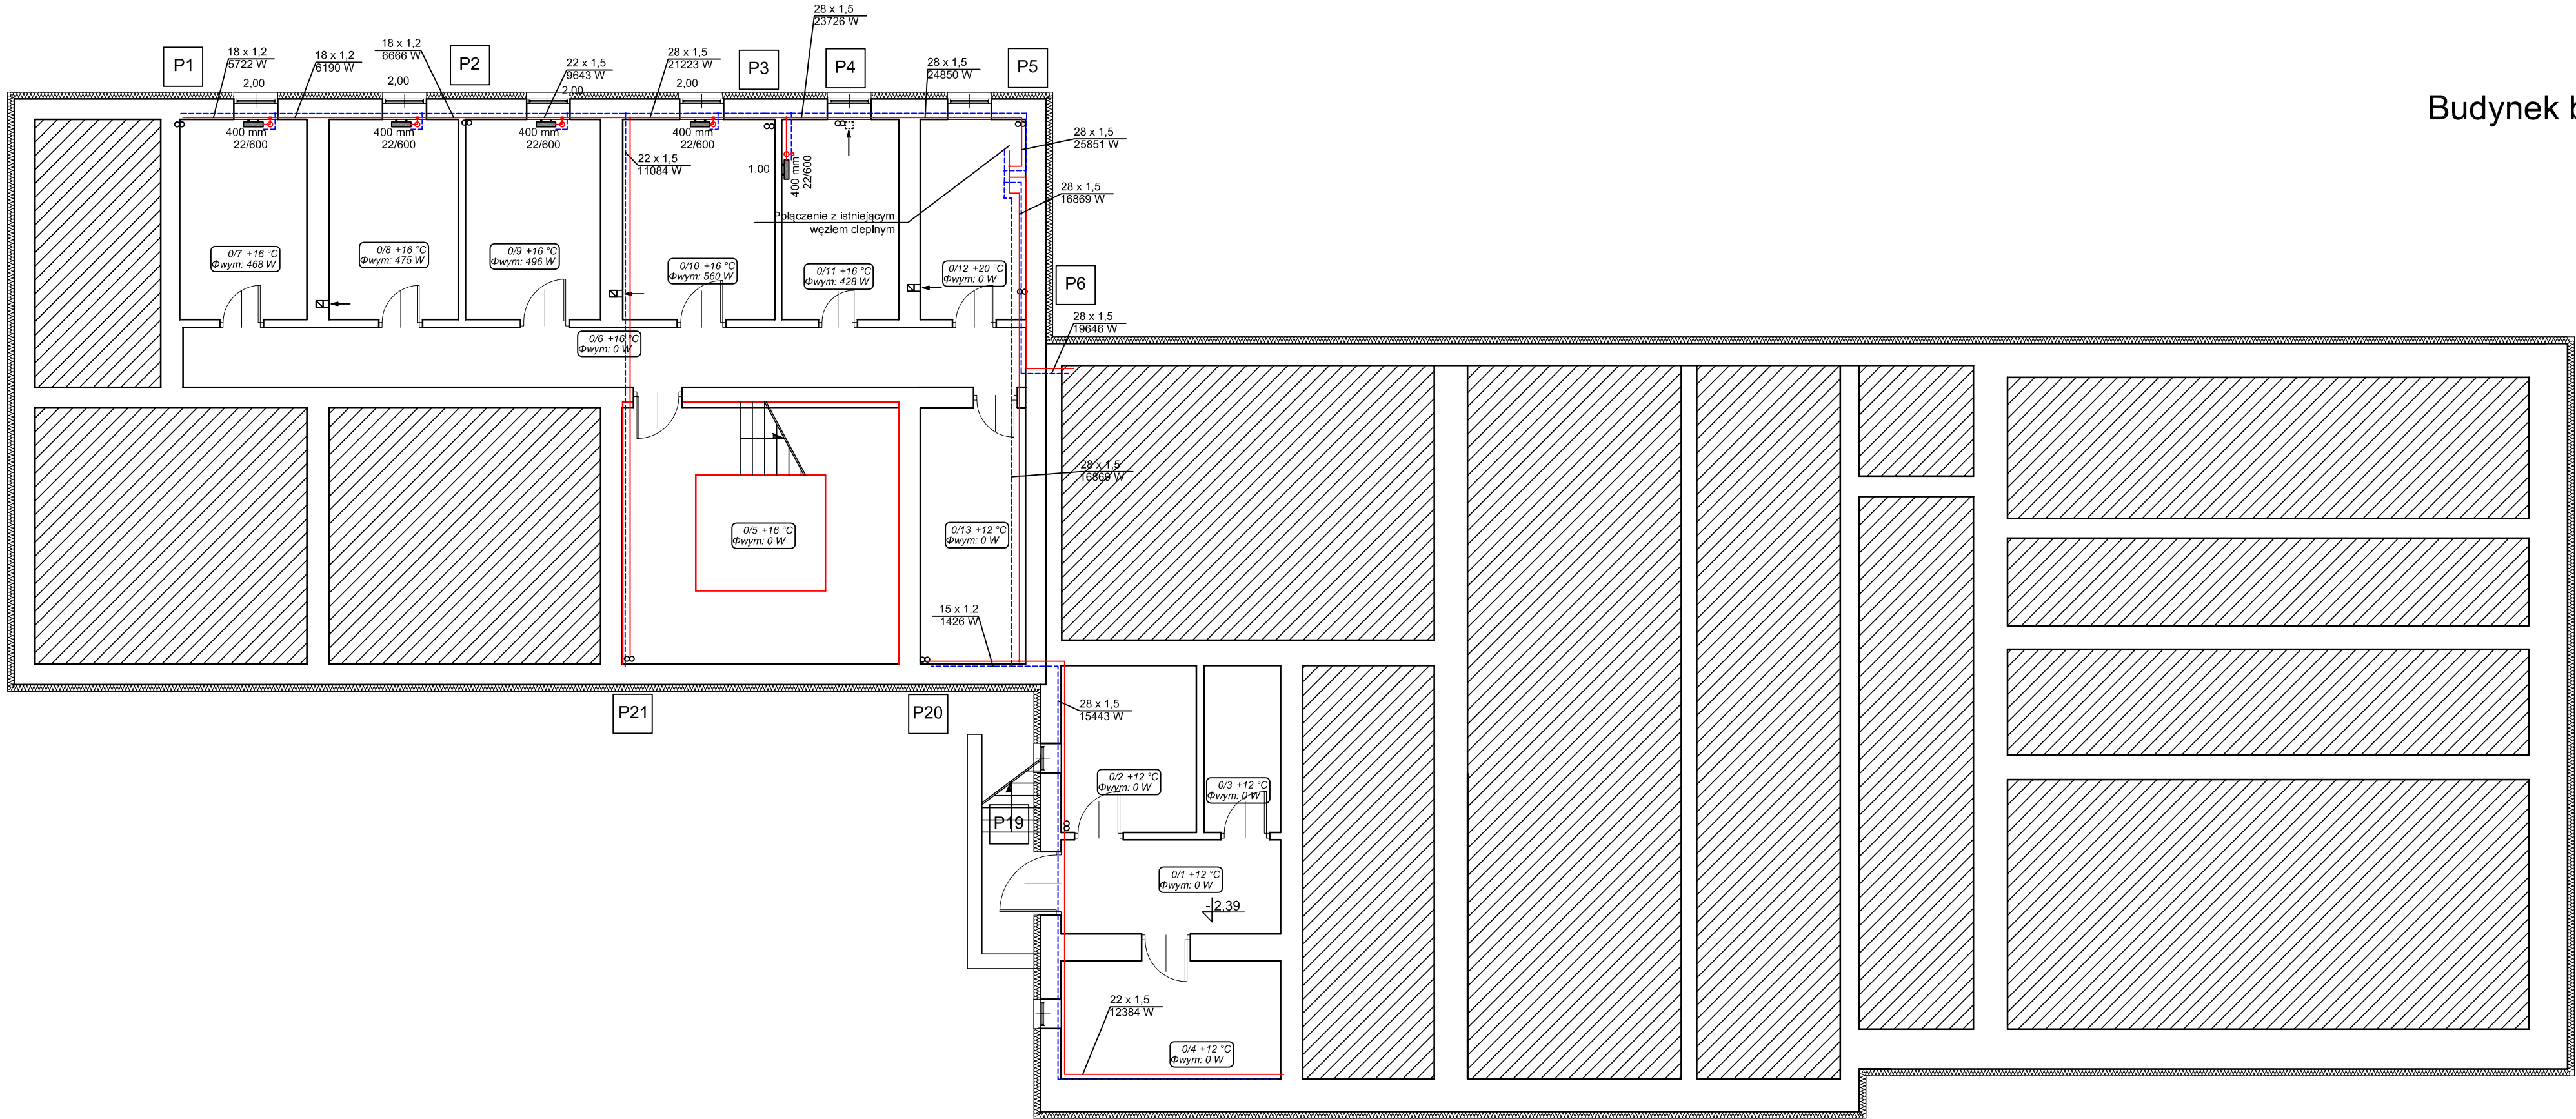 28 x 1,5
23726 W
18 x 1,2
5722 W
18 x 1,2
6190 W
18 x 1,2
6666 W
22 x 1,5
9643 W
28 x 1,5
21223 W
28 x 1,5
24850 W
P1
P2
P3
P4
P5
2,00
2,00
2,00
2,00
Budynek b
400 mm
22/600
400 mm
22/600
400 mm
22/600
400 mm
22/600
28 x 1,5
25851 W
22 x 1,5
11084 W
1,00
400 mm
22/600
28 x 1,5
16869 W
Połączenie z istniejącym
węzłem cieplnym
0/7 +16 °C
Φwym: 468 W
0/8 +16 °C
Φwym: 475 W
0/9 +16 °C
Φwym: 496 W
0/10 +16 °C
Φwym: 560 W
0/11 +16 °C
Φwym: 428 W
0/12 +20 °C
Φwym: 0 W
P6
28 x 1,5
19646 W
0/6 +16 °C
Φwym: 0 W
28 x 1,5
16869 W
0/5 +16 °C
Φwym: 0 W
0/13 +12 °C
Φwym: 0 W
15 x 1,2
1426 W
P21
P20
28 x 1,5
15443 W
0/2 +12 °C
Φwym: 0 W
0/3 +12 °C
Φwym: 0 W
P19
0/1 +12 °C
Φwym: 0 W
-2,39
22 x 1,5
12384 W
0/4 +12 °C
Φwym: 0 W